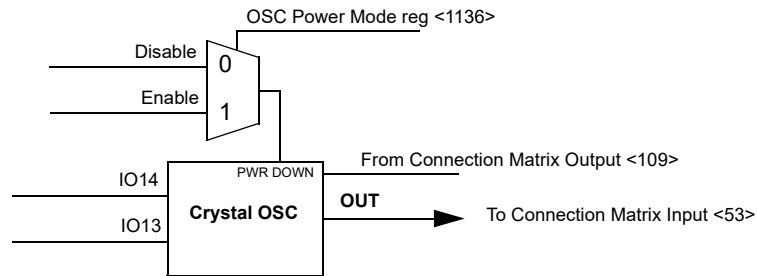 OSC Power Mode reg <1136>
Disable
0
Enable
1
PWR DOWN
From Connection Matrix Output <109>
IO14
Crystal OSC
OUT
To Connection Matrix Input <53>
IO13